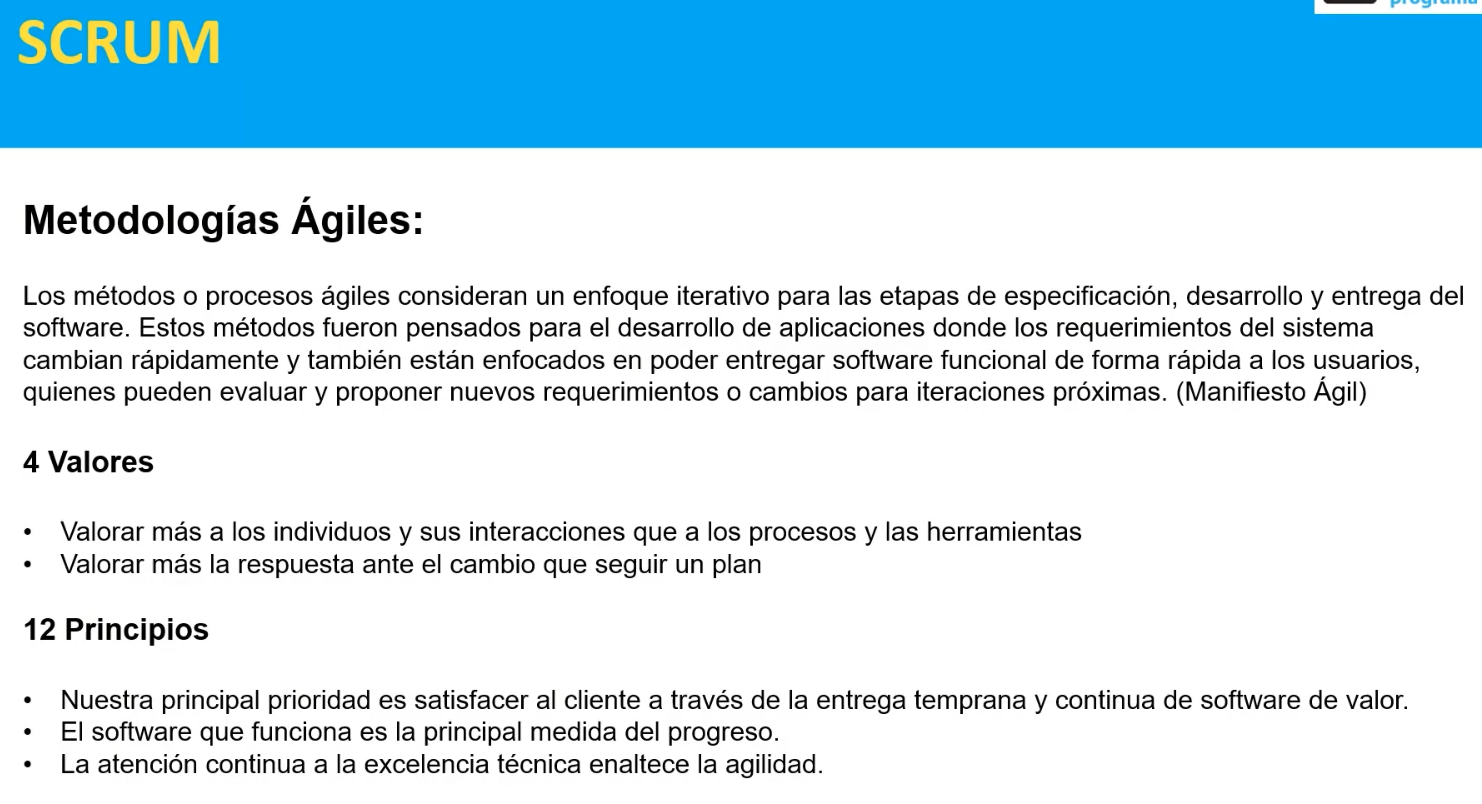 programa
SCRUM
Metodologías Ágiles:
Los métodos o procesos ágiles consideran un enfoque iterativo para las etapas de especificación, desarrollo y entrega del
software. Estos métodos fueron pensados para el desarrollo de aplicaciones donde los requerimientos del sistema
cambian rápidamente y también están enfocados en poder entregar software funcional de forma rápida a los usuarios,
quienes pueden evaluar y proponer nuevos requerimientos o cambios para iteraciones próximas. (Manifiesto Ágil)
4 Valores
• Valorar más a los individuos y sus interacciones que a los procesos y las herramientas
• Valorar más la respuesta ante el cambio que seguir un plan
12 Principios
• Nuestra principal prioridad es satisfacer al cliente a través de la entrega temprana y continua de software de valor.
• El software que funciona es la principal medida del progreso.
• La atención continua a la excelencia técnica enaltece la agilidad.